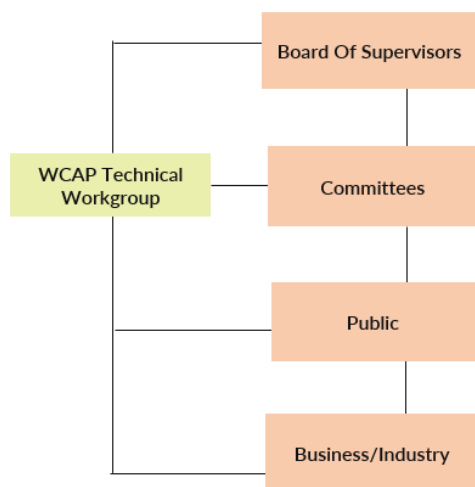 Board Of Supervisors
WCAP Technical
Workgroup
Committees
Public
Business/Industry